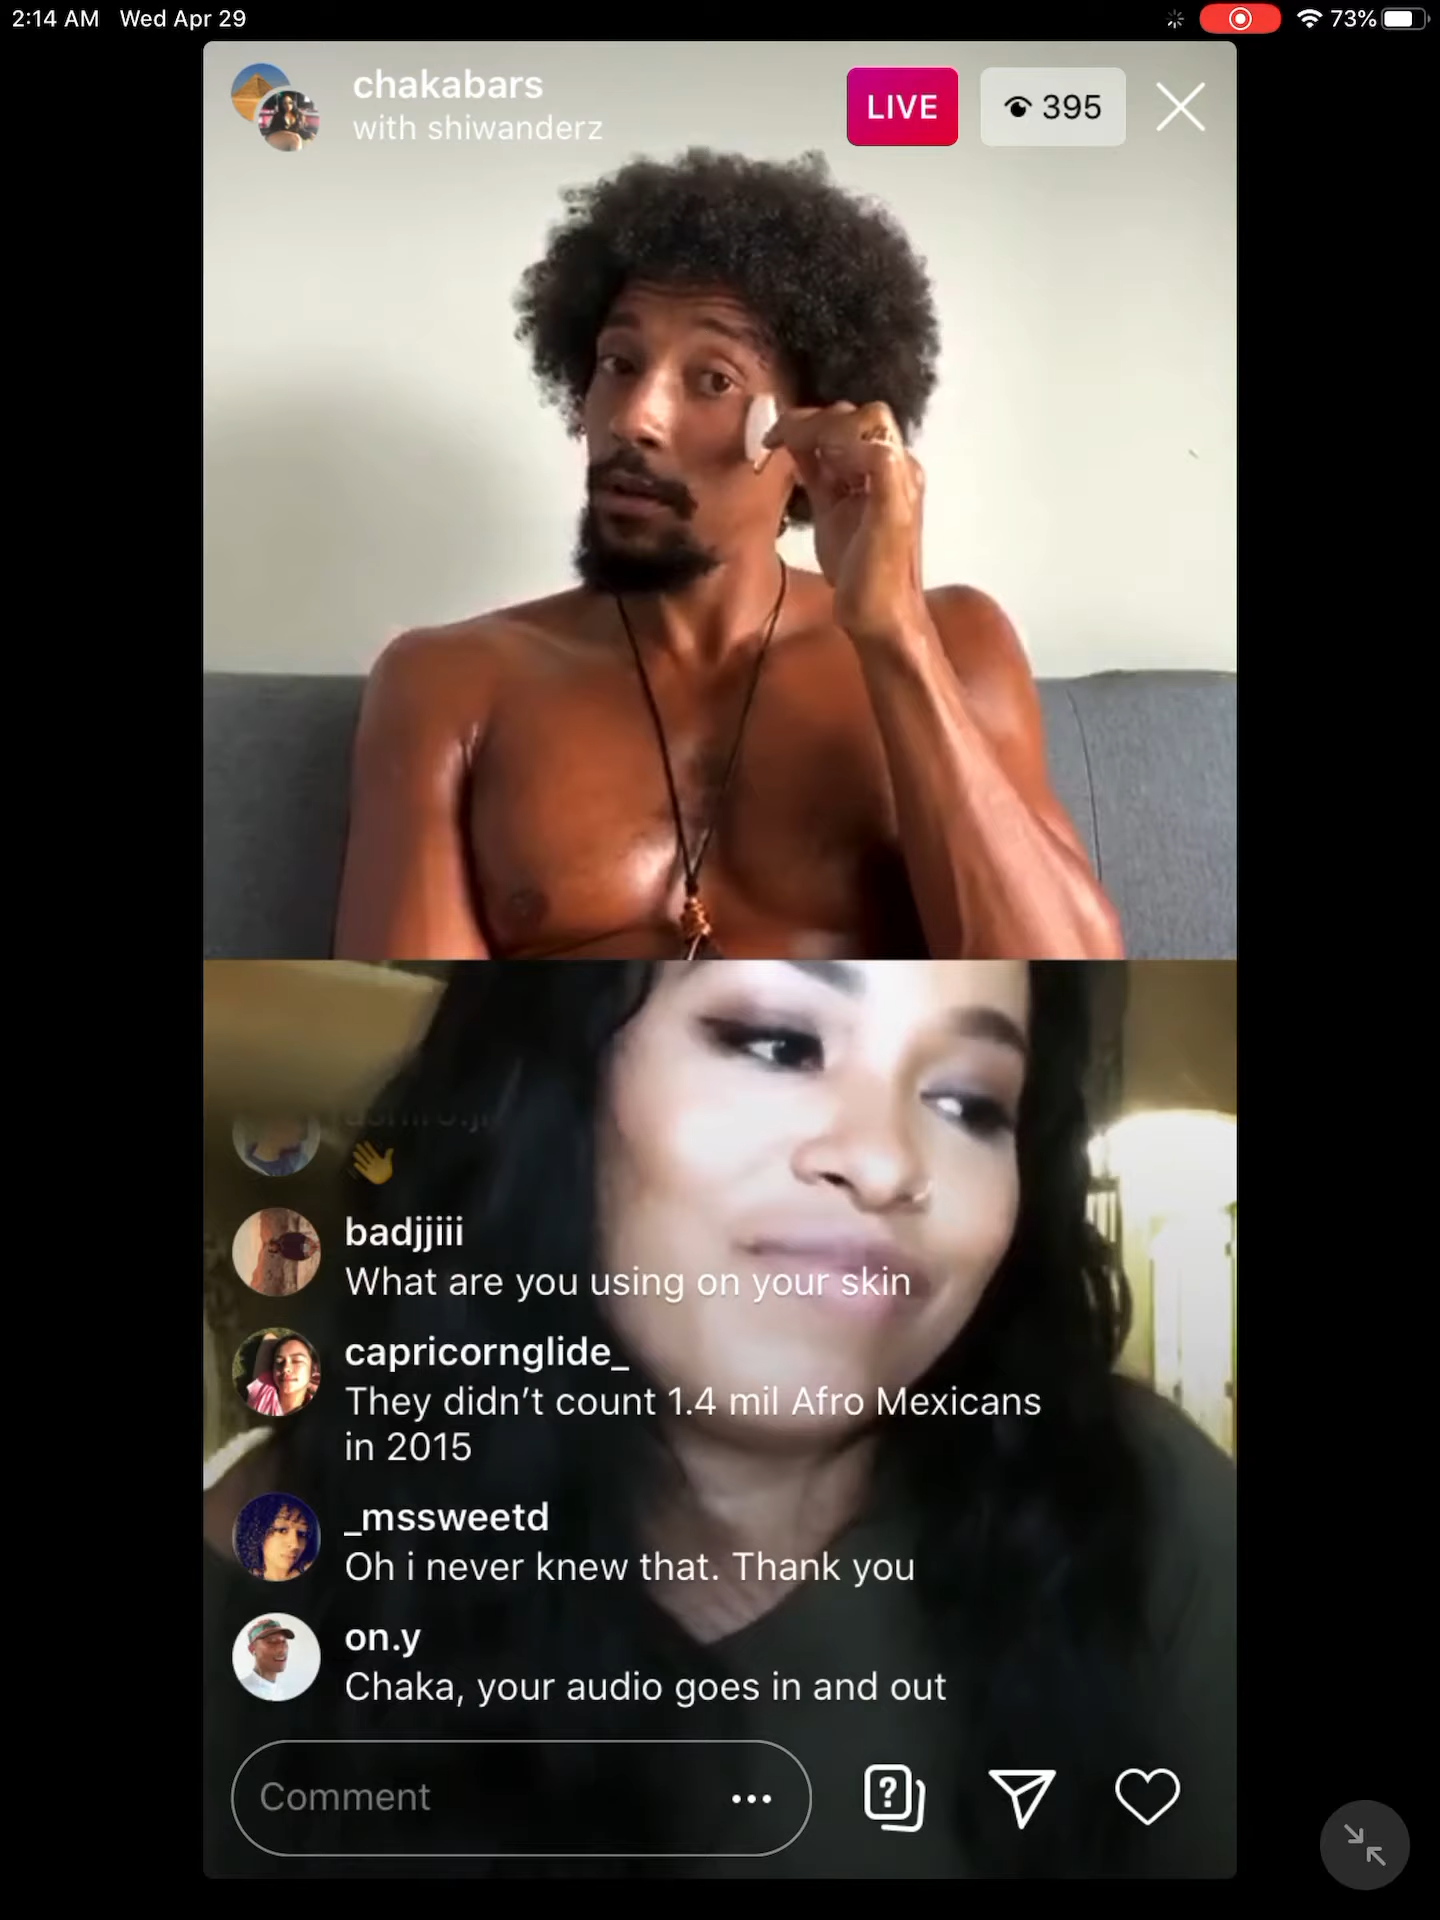 2:14 AM Wed Apr 29
73%
chakabars
with shiwanderz
LIVE
395
👋
badjjiii
What are you using on your skin
capricornglide_
They didn’t count 1.4 mil Afro Mexicans
in 2015
_mssweetd
Oh i never knew that. Thank you
on.y
Chaka, your audio goes in and out
Comment